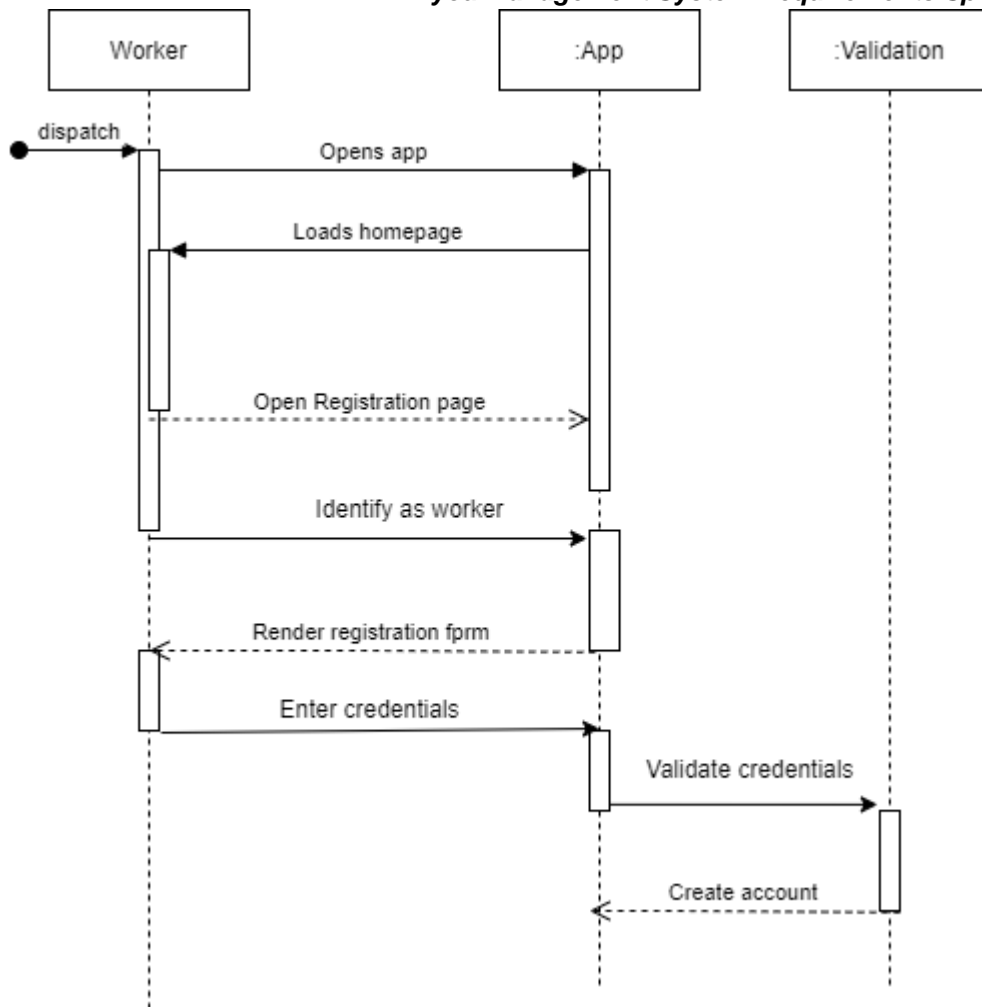 Worker
:App
:Validation
dispatch
Opens app
Loads homepage
Open Registration page
Identify as worker
Render registration fprm
Enter credentials
Validate credentials
Create account